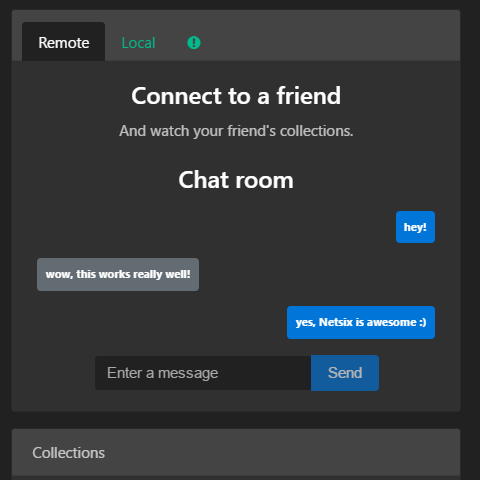 Remote Local
Connect to a friend
And watch your friend's collections.
Chat room
hey!
wow, this works really well!
yes, Netsix is awesome :)
Enter a message Send
Collections